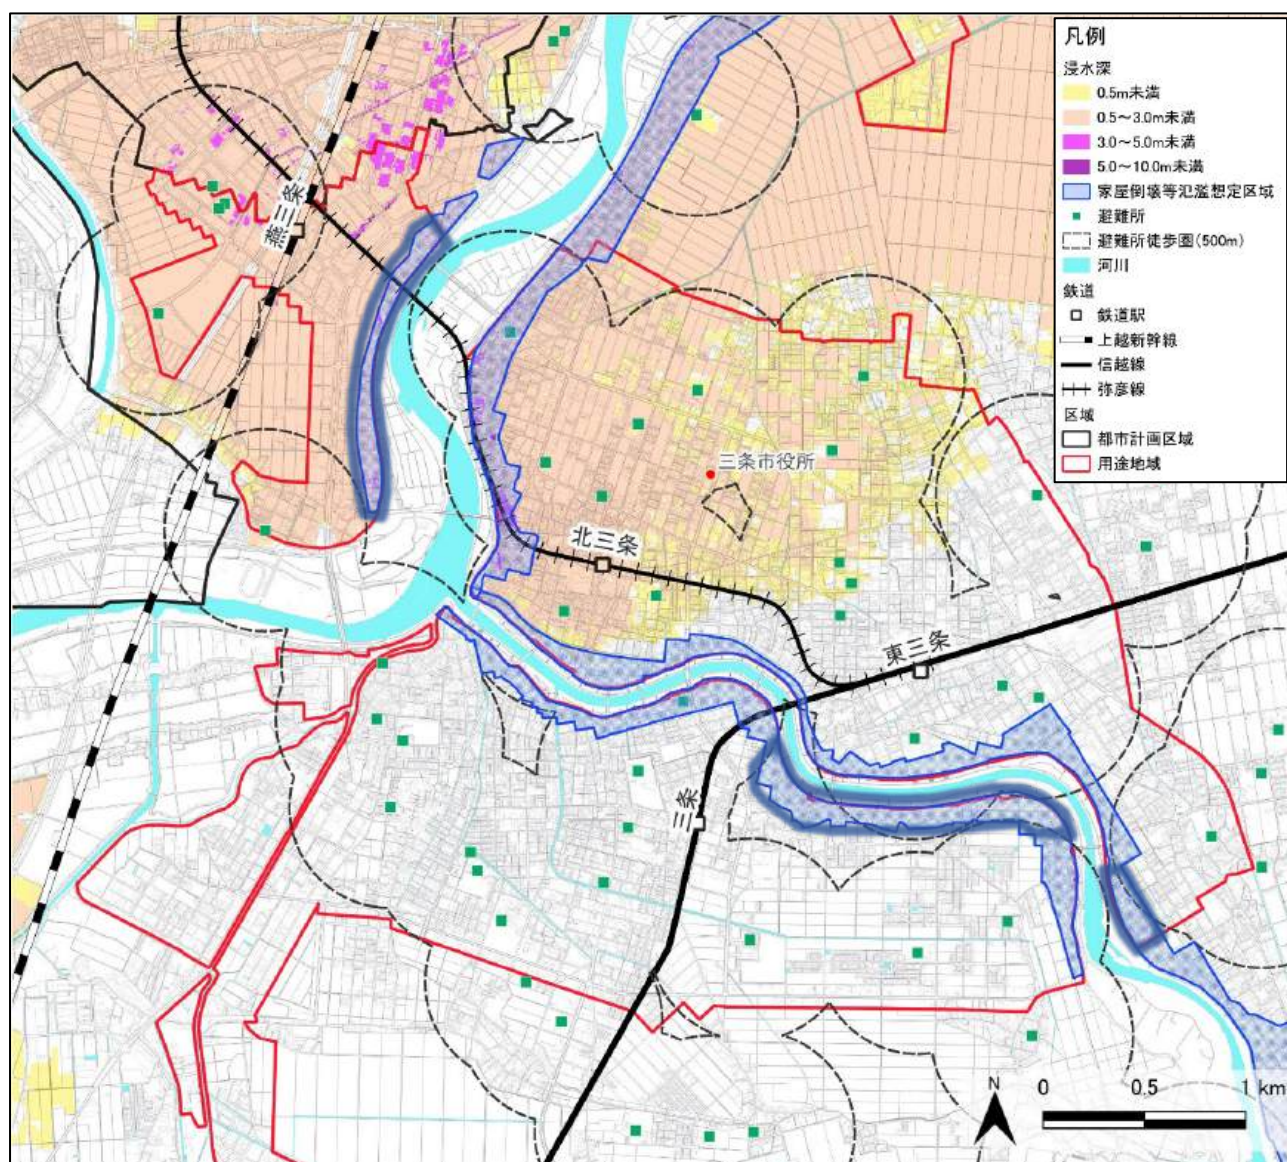 凡例
浸水深
0.5m未満
0.5～3.0m未満
3.0～5.0m未満
5.0～10.0m未満
家屋倒壊等氾濫想定区域
避難所
避難所徒歩圏(500m)
河川
鉄道
鉄道駅
上越新幹線
信越線
弥彦線
区域
都市計画区域
用途地域
燕三条
三条市役所
北三条
東三条
三条
N
0 0.5 1 km